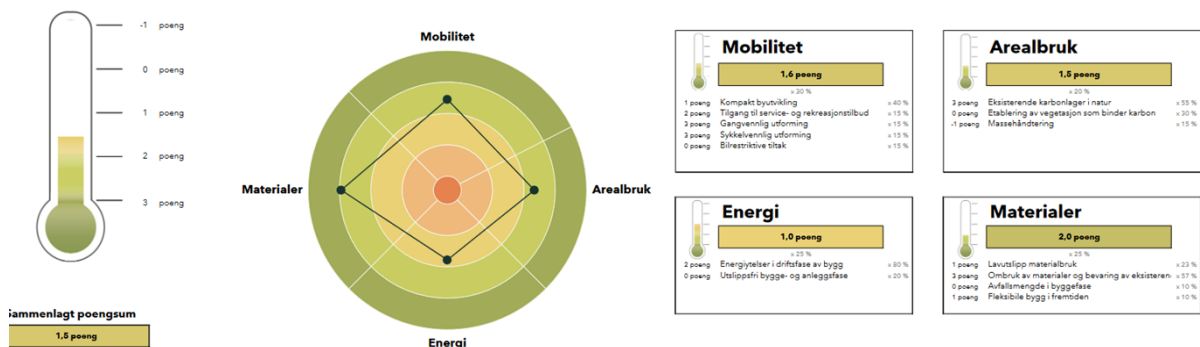 -1 poeng
0 poeng
1 poeng
2 poeng
3 poeng
Sammenlagt poengsum
1,5 poeng
Mobilitet
Materialer
Arealbruk
Energi
Mobilitet
1,6 poeng
x 30 %
1 poeng Kompakt byutvikling x 40 %
2 poeng Tilgang til service- og rekreasjonstilbud x 15 %
3 poeng Gangvennlig utforming x 15 %
3 poeng Sykkelvennlig utforming x 15 %
0 poeng Bilrestriktive tiltak x 15 %
Arealbruk
1,5 poeng
x 20 %
3 poeng Eksisterende karbonlager i natur x 55 %
0 poeng Etablering av vegetasjon som binder karbon x 30 %
-1 poeng Massehåndtering x 15 %
Energi
1,0 poeng
x 25 %
2 poeng Energiytelser i driftsfase av bygg x 80 %
0 poeng Utslippsfri bygge- og anleggsfase x 20 %
Materialer
2,0 poeng
x 25 %
1 poeng Lavutslipp materialbruk x 23 %
3 poeng Ombruk av materialer og bevaring av eksisteren x 57 %
0 poeng Avfallsmengde i byggefase x 10 %
1 poeng Fleksibile bygg i fremtiden x 10 %